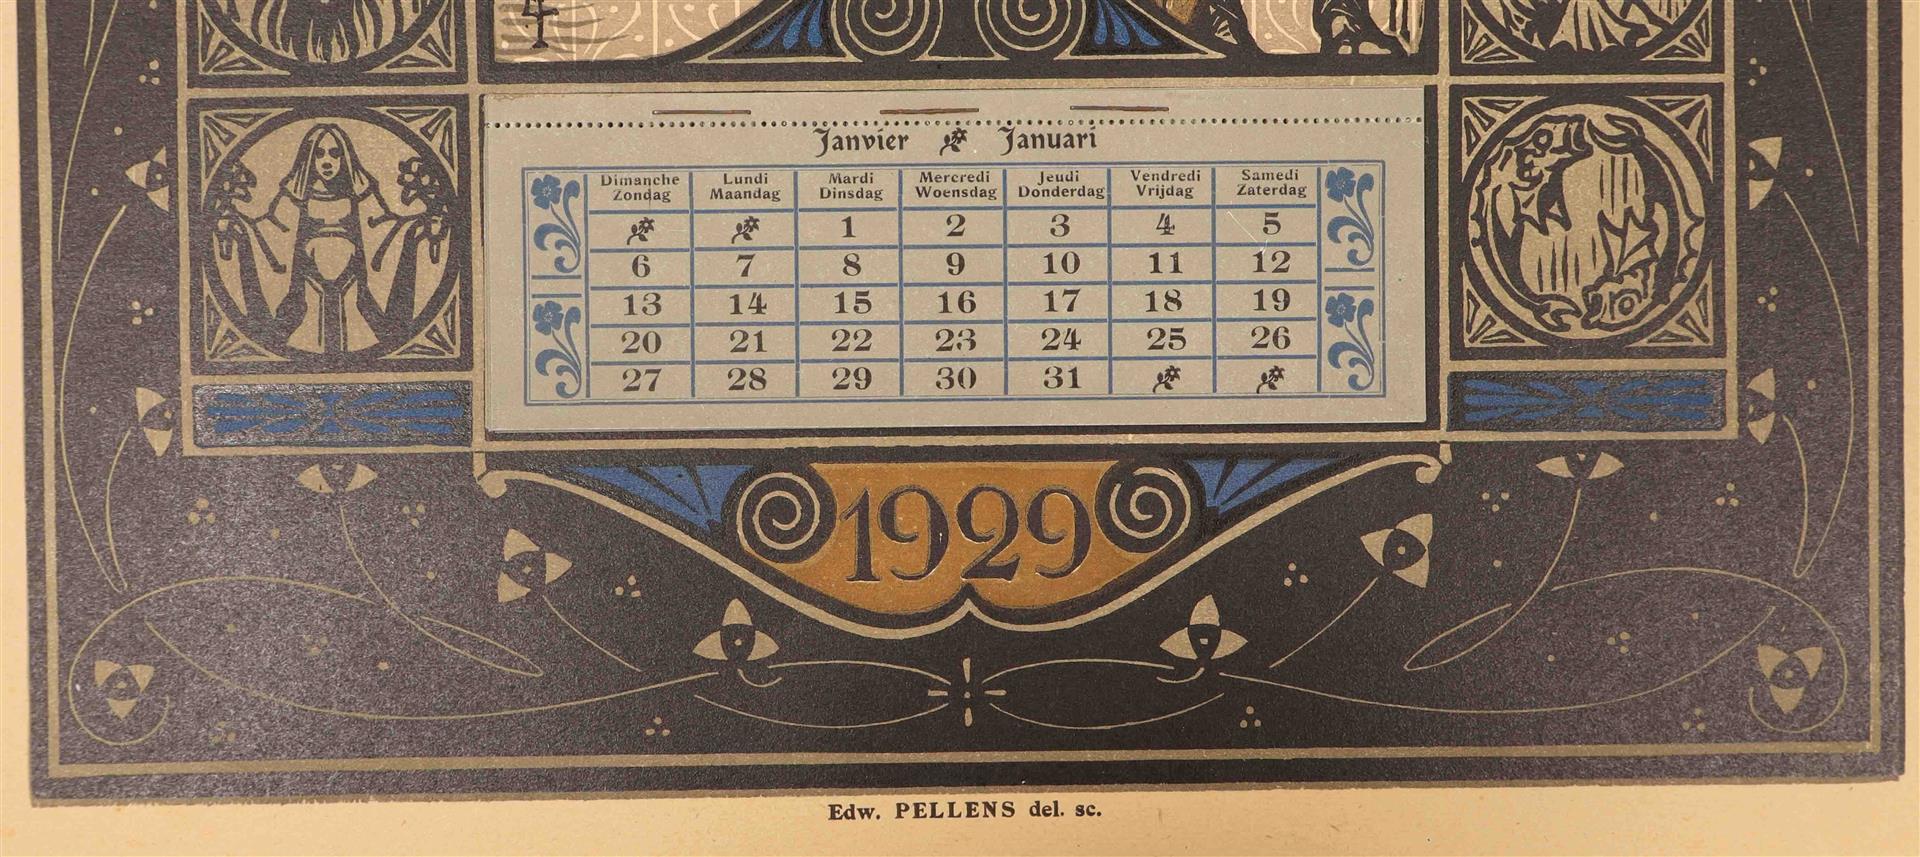 Janvier Januari
Dimanche Lundi Mardi Mercredi Jeudi Vendredi Samedi
Zondag Maandag Dinsdag Woensdag Donderdag Vrijdag Zaterdag
1 2 3 4 5
6 7 8 9 10 11 12
13 14 15 16 17 18 19
20 21 22 23 24 25 26
27 28 29 30 31
1929
Edw. PELLENS del. sc.